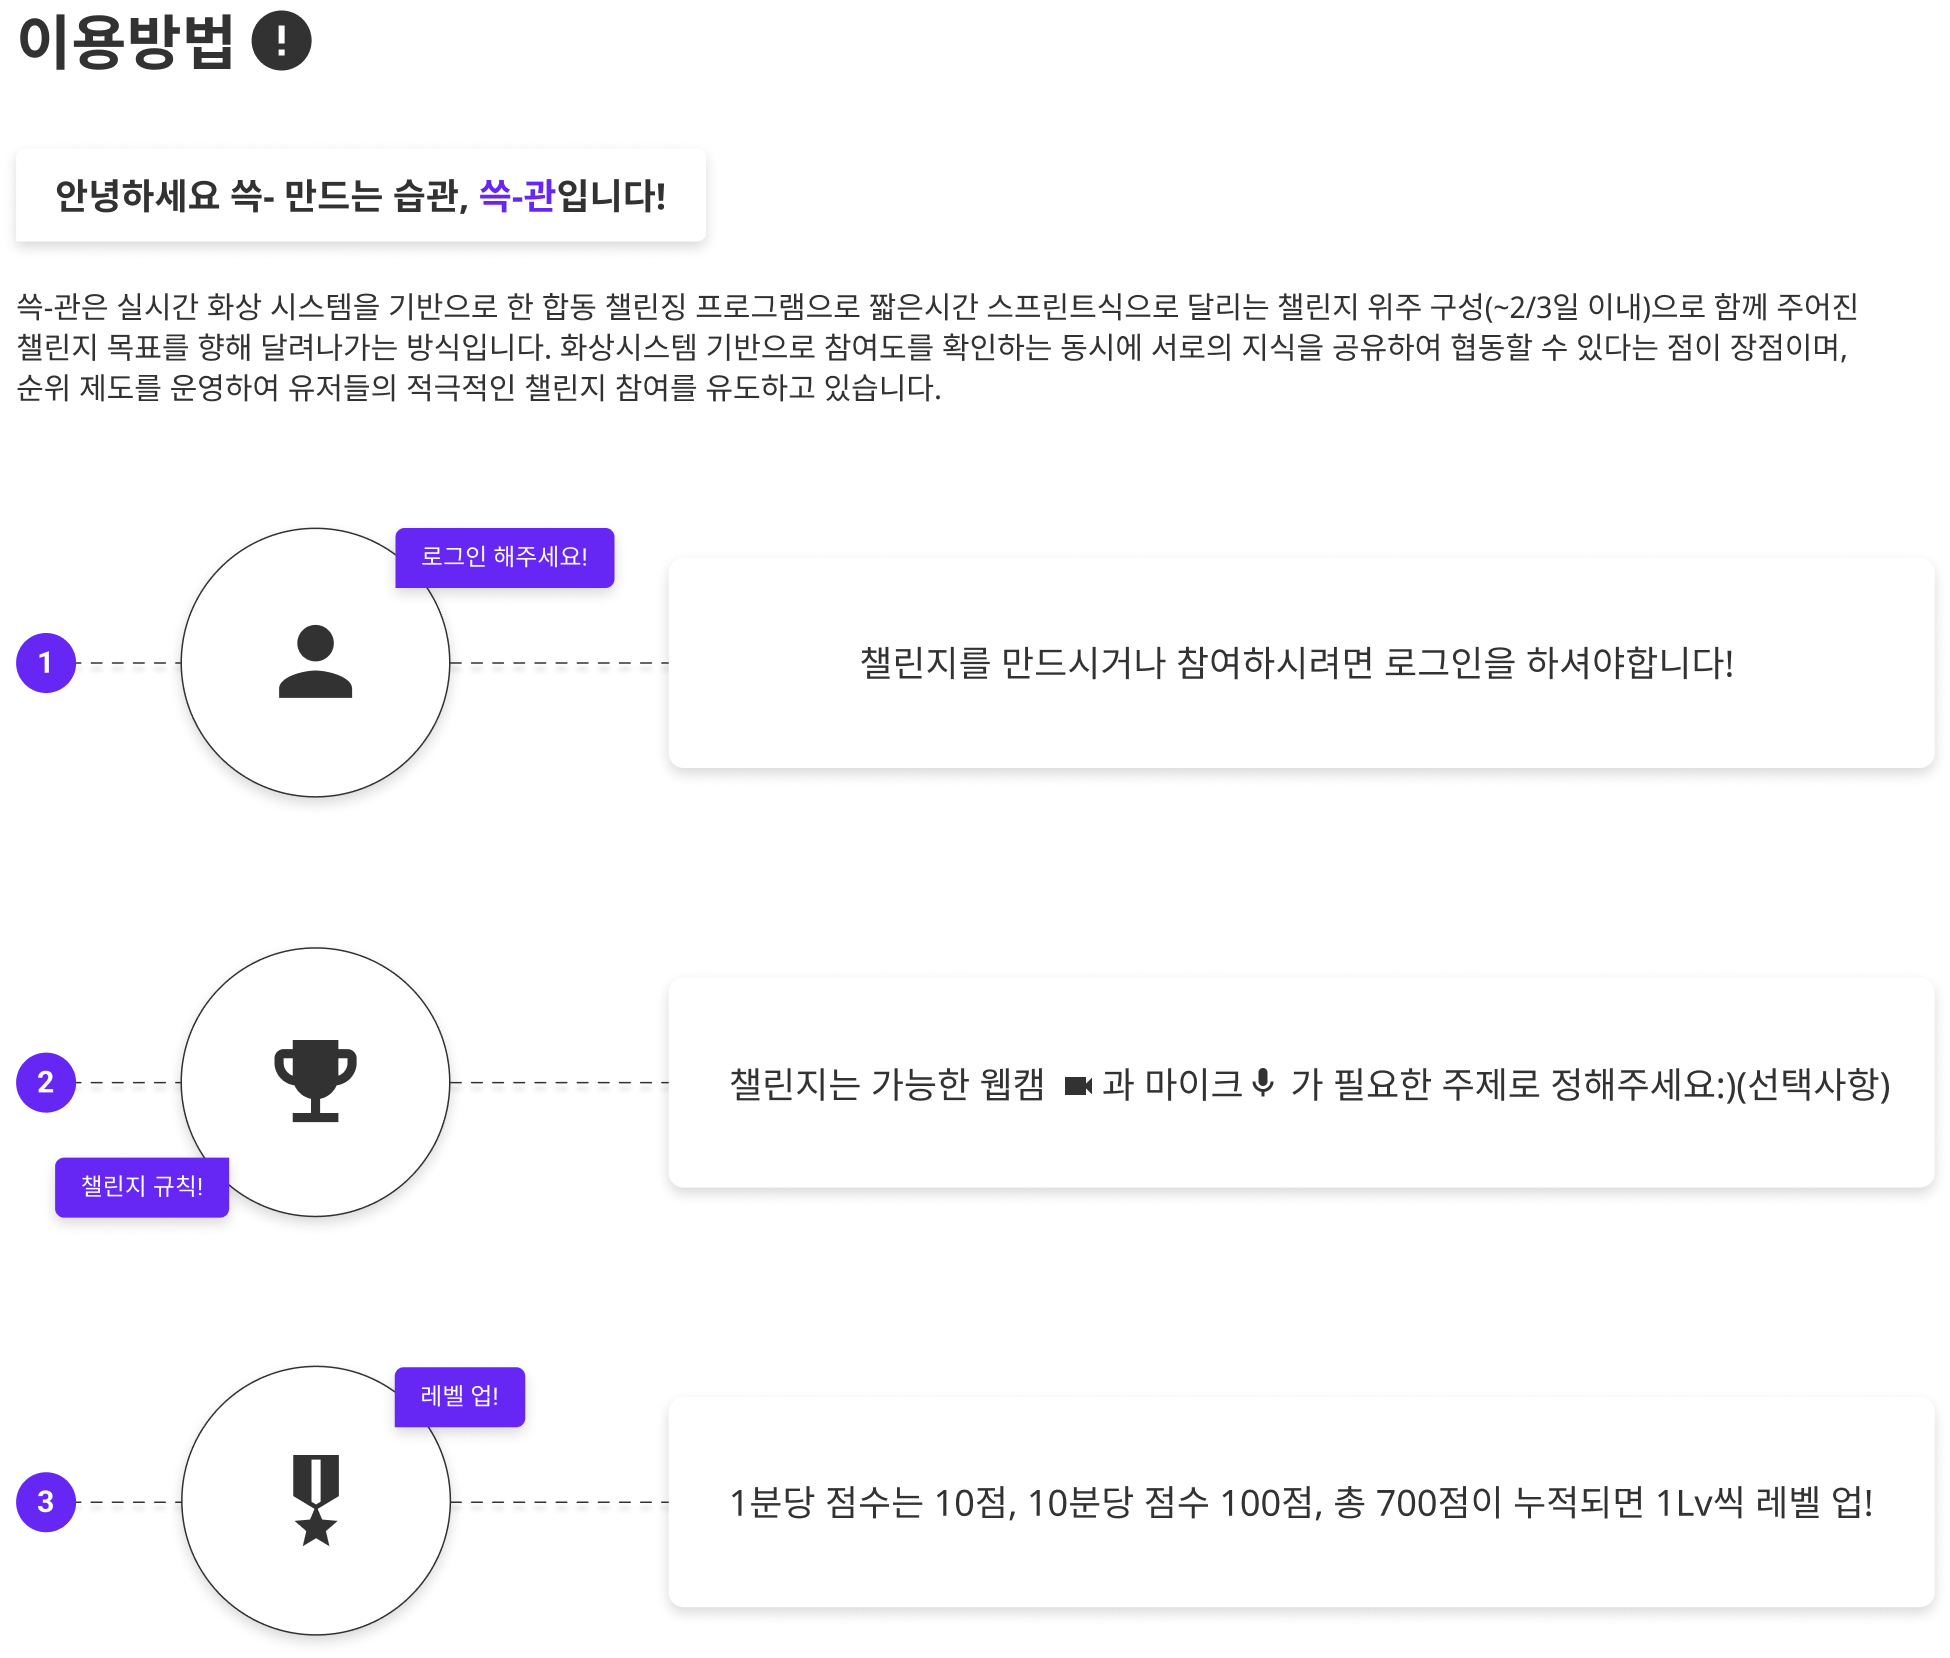 이용방법
안녕하세요 쓱- 만드는 습관, 쓱-관입니다!
쓱-관은 실시간 화상 시스템을 기반으로 한 합동 챌린징 프로그램으로 짧은시간 스프린트식으로 달리는 챌린지 위주 구성(~2/3일 이내)으로 함께 주어진
챌린지 목표를 향해 달려나가는 방식입니다. 화상시스템 기반으로 참여도를 확인하는 동시에 서로의 지식을 공유하여 협동할 수 있다는 점이 장점이며,
순위 제도를 운영하여 유저들의 적극적인 챌린지 참여를 유도하고 있습니다.
로그인 해주세요!
1
챌린지를 만드시거나 참여하시려면 로그인을 하셔야합니다!
2
챌린지는 가능한 웹캠 과 마이크 가 필요한 주제로 정해주세요:)(선택사항)
챌린지 규칙!
레벨 업!
3
1분당 점수는 10점, 10분당 점수 100점, 총 700점이 누적되면 1Lv씩 레벨 업!